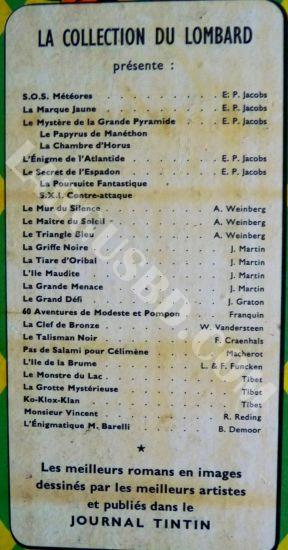 LA COLLECTION DU LOMBARD
présente :
S.O.S. Météores . . . . . . . E. P. Jacobs
La Marque Jaune . . . . . . . E. P. Jacobs
Le Mystère de la Grande Pyramide . . E. P. Jacobs
Le Papyrus de Manéthon
La Chambre d'Horus
L'Énigme de l'Atlantide . . . . . E. P. Jacobs
Le Secret de l'Espadon . . . . . E. P. Jacobs
La Poursuite Fantastique
S.X.I. Contre-attaque
Le Mur du Silence . . . . . . A. Weinberg
Le Maitre du Soleil . . . . . . A. Weinberg
Le Triangle Bleu . . . . . . . A. Weinberg
La Griffe Noire . . . . . . . J. Martin
La Tiare d'Oribal . . . . . . . J. Martin
L'Ile Maudite . . . . . . . J. Martin
La Grande Menace . . . . . . J. Martin
Le Grand Défi . . . . . . . J. Graton
60 Aventures de Modeste et Pompon . . Franquin
La Clef de Bronze . . . . . . W. Vandersteen
Le Talisman Noir . . . . . . . F. Craenhals
Pas de Salami pour Célimène . . . . Macherot
L'Ile de la Brume . . . . . . L. & F. Funcken
Le Monstre du Lac . . . . . . Tibet
La Grotte Mystérieuse . . . . . Tibet
Ko-Klox-Klan . . . . . . . Tibet
Monsieur Vincent . . . . . . R. Reding
L'Énigmatique M. Barelli . . . . . B. Demoor
★
Les meilleurs romans en images
dessinés par les meilleurs artistes
et publiés dans le
JOURNAL TINTIN